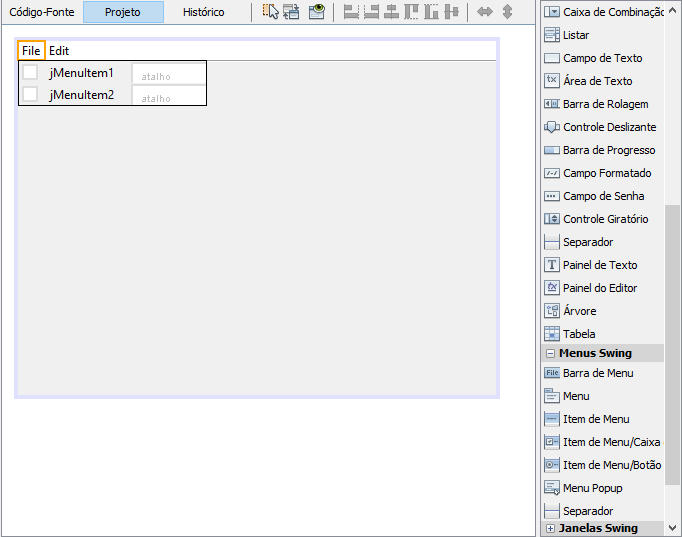 Código-Fonte Projeto Histórico
File Edit
jMenuItem1 atalho
jMenuItem2 atalho
Caixa de Combinação
Listar
Campo de Texto
Área de Texto
Barra de Rolagem
Controle Deslizante
Barra de Progresso
Campo Formatado
Campo de Senha
Controle Giratório
Separador
Painel de Texto
Painel do Editor
Árvore
Tabela
Menus Swing
Barra de Menu
Menu
Item de Menu
Item de Menu/Caixa
Item de Menu/Botão
Menu Popup
Separador
Janelas Swing